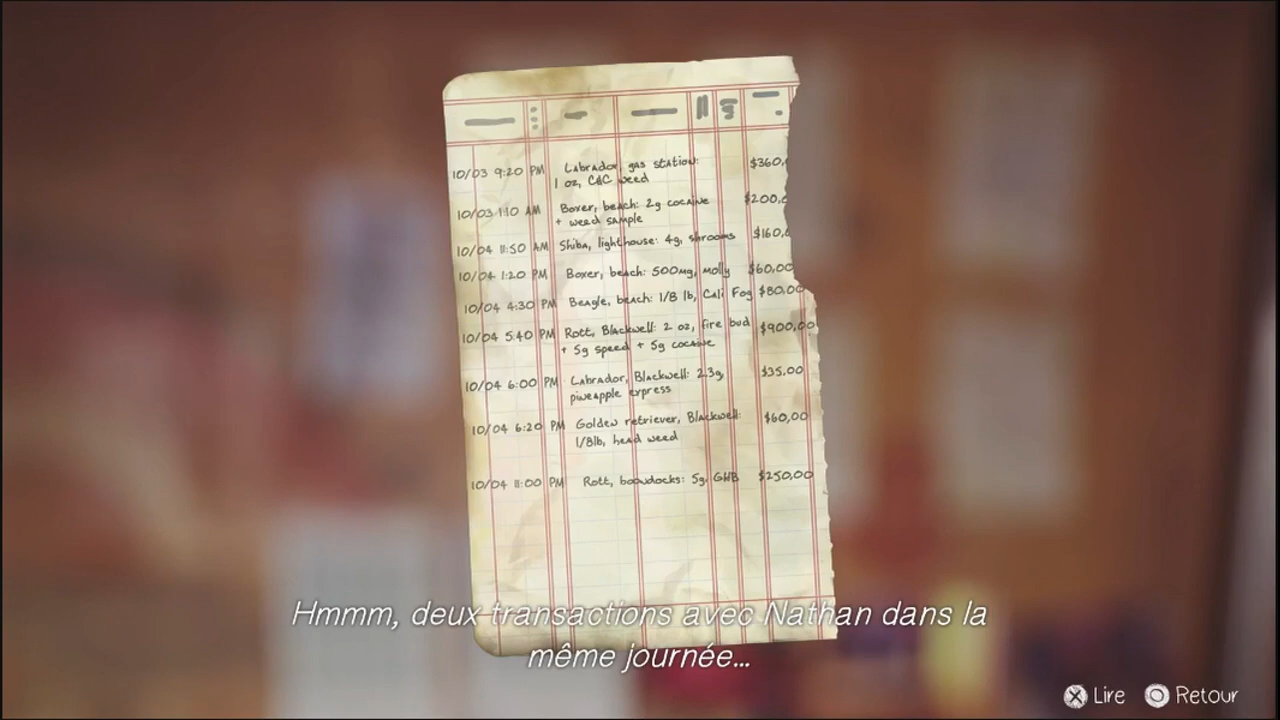 10/03 9:20 PM Labrador, gas station: $360,
1 oz, C&C weed
10/03 1:10 AM Boxer, beach: 2g cocaine $200,0
+ weed sample
10/04 11:50 AM Shiba, lighthouse: 4g, shrooms $160,0
10/04 1:20 PM Boxer, beach: 500mg, molly $60,00
10/04 4:30 PM Beagle, beach: 1/8 lb, Cali Fog $80,00
10/04 5:40 PM Rott, Blackwell: 2 oz, fire bud $900,00
+ 5g speed + 5g cocaine
10/04 6:00 PM Labrador, Blackwell: 2.3g, $35.00
pineapple express
10/04 6:20 PM Golden retriever, Blackwell: $60,00
1/8lb, head weed
10/04 11:00 PM Rott, boowdocks: 5g, GHB $250,00
Hmmm, deux transactions avec Nathan dans la
même journée...
Lire Retour